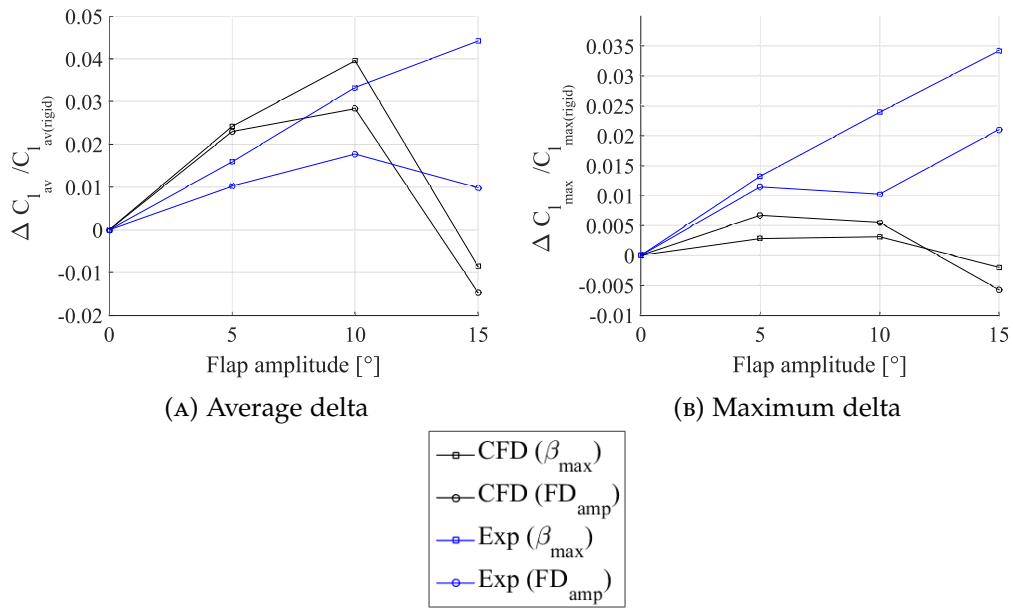 0.05
0.04
0.03
0.02
0.01
0
-0.01
-0.02
Δ C_l_av /C_l_av(rigid)
0 5 10 15
Flap amplitude [°]
(A) Average delta
0.035
0.03
0.025
0.02
0.015
0.01
0.005
0
-0.005
-0.01
Δ C_l_max /C_l_max(rigid)
0 5 10 15
Flap amplitude [°]
(B) Maximum delta
CFD (β_max)
CFD (FD_amp)
Exp (β_max)
Exp (FD_amp)